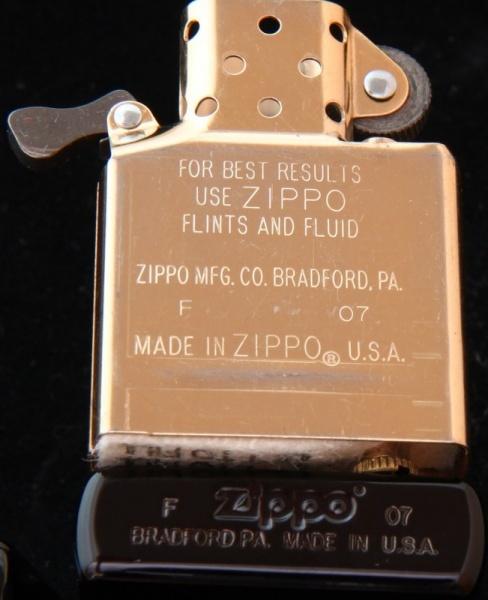 FOR BEST RESULTS
USE ZIPPO
FLINTS AND FLUID
ZIPPO MFG. CO. BRADFORD, PA.
F 07
MADE IN ZIPPO® U.S.A.
F Zippo® 07
BRADFORD PA. MADE IN U.S.A.